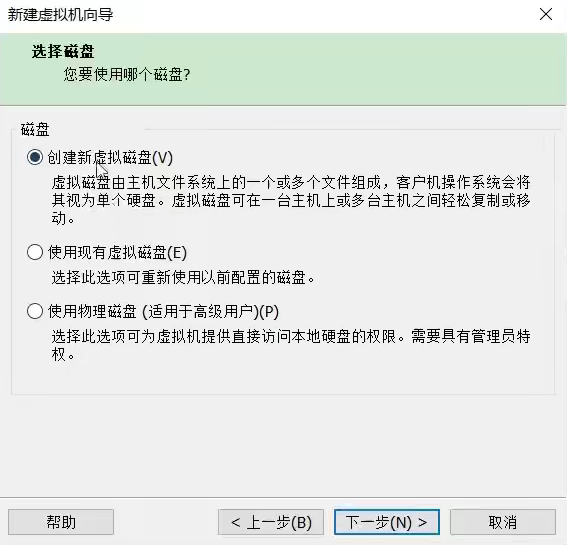 新建虚拟机向导
选择磁盘
您要使用哪个磁盘?
磁盘
创建新虚拟磁盘(V)
虚拟磁盘由主机文件系统上的一个或多个文件组成，客户机操作系统会将
其视为单个硬盘。虚拟磁盘可在一台主机上或多台主机之间轻松复制或移
动。
使用现有虚拟磁盘(E)
选择此选项可重新使用以前配置的磁盘。
使用物理磁盘 (适用于高级用户)(P)
选择此选项可为虚拟机提供直接访问本地硬盘的权限。需要具有管理员特
权。
帮助
< 上一步(B)
下一步(N) >
取消